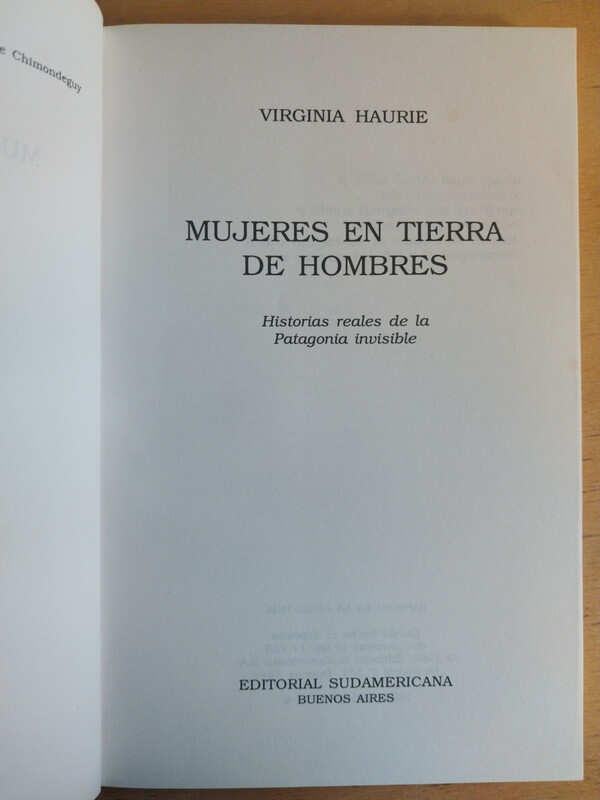 e Chimondeguy
VIRGINIA HAURIE
MUJERES EN TIERRA
DE HOMBRES
Historias reales de la
Patagonia invisible
EDITORIAL SUDAMERICANA
BUENOS AIRES